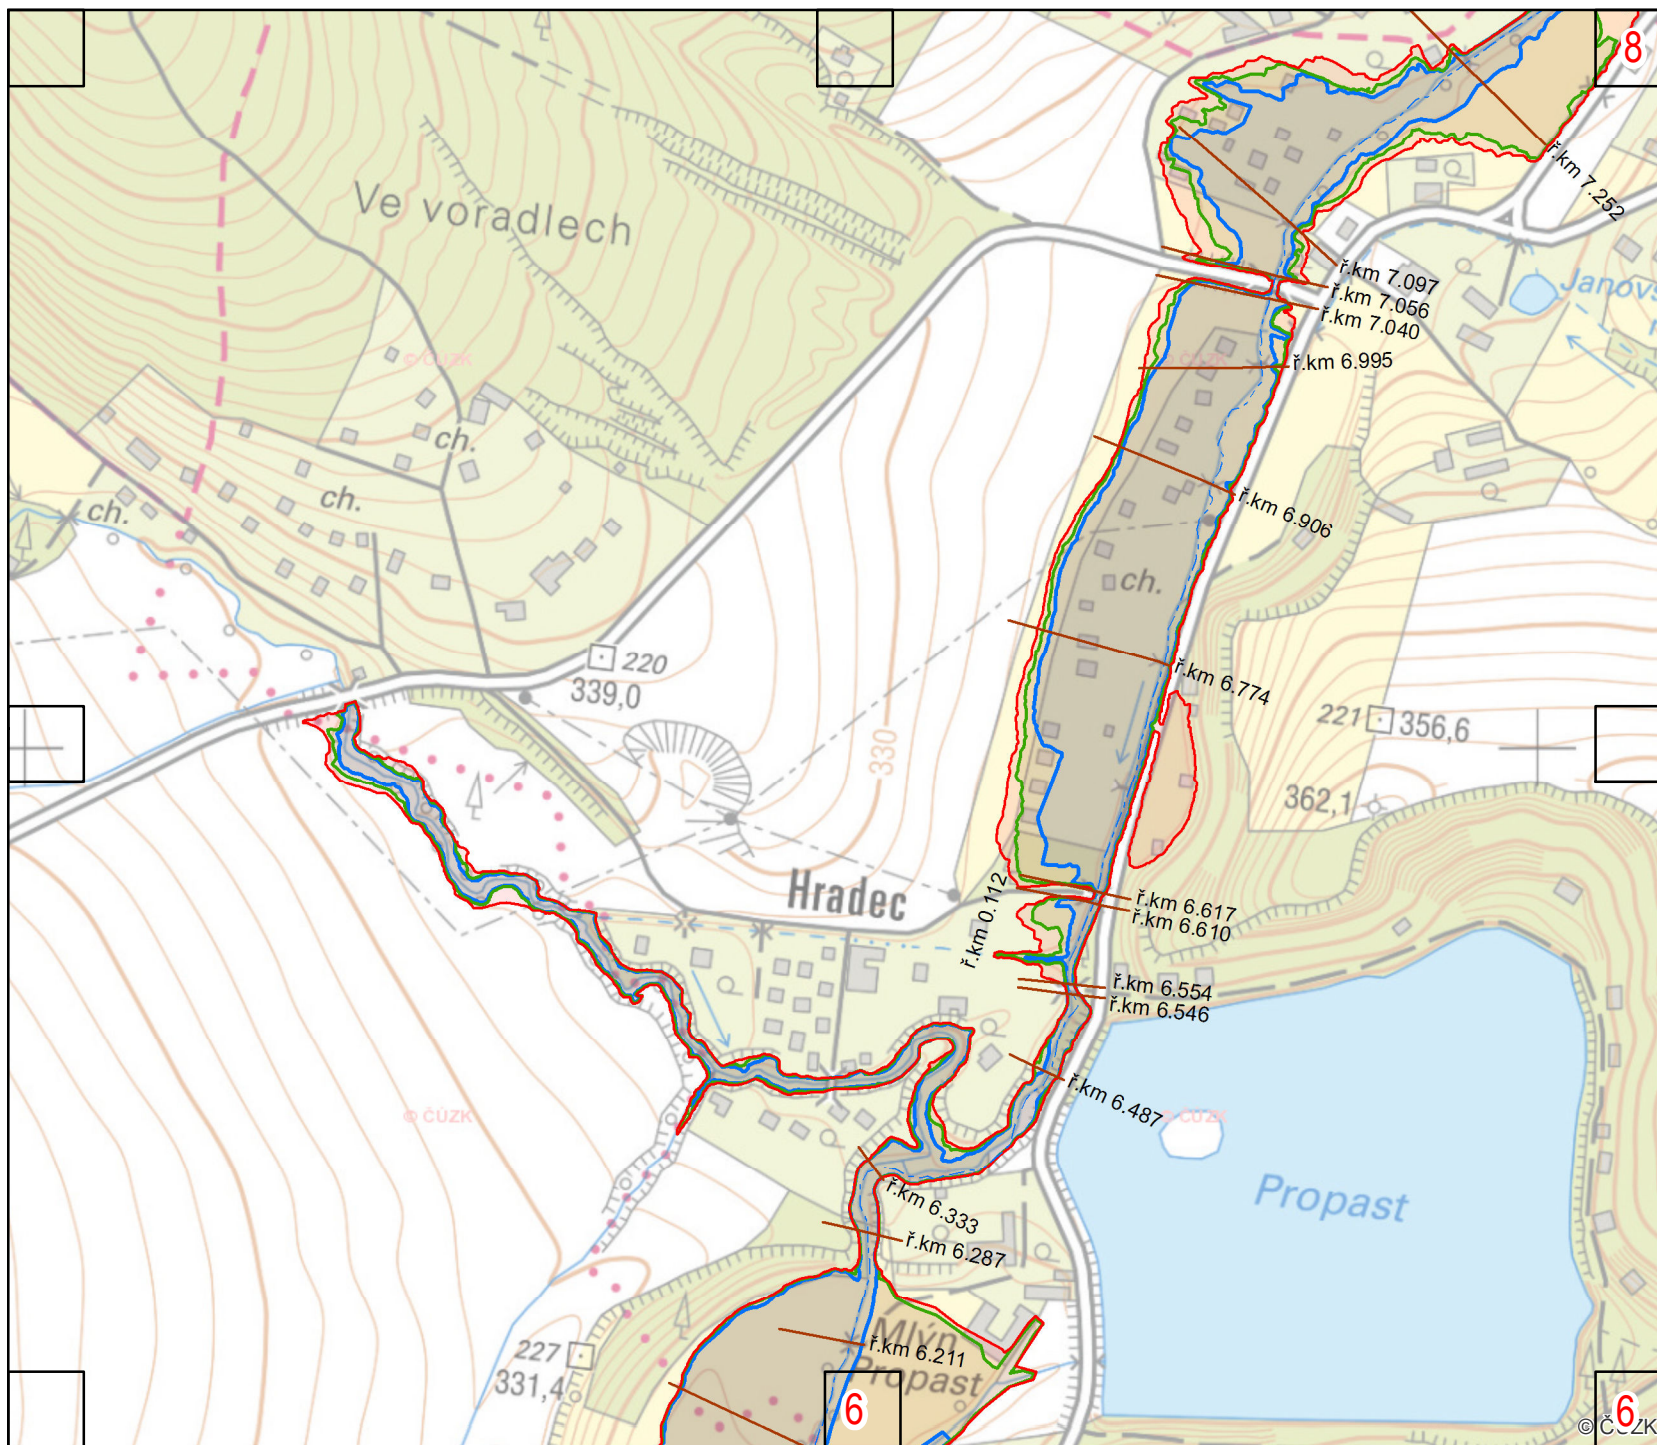 8
Ve voradlech
ř.km 7.252
ř.km 7.097
ř.km 7.056
ř.km 7.040
Janovs
© ČÚZK
© ČÚZK
ř.km 6.995
ch.
ch.
ch.
ř.km 6.906
ch.
220
339,0
ř.km 6.774
221
356,6
330
362,1
Hradec
ř.km 0.112
ř.km 6.617
ř.km 6.610
ř.km 6.554
ř.km 6.546
© ČÚZK
© ČÚZK
ř.km 6.487
Propast
ř.km 6.333
ř.km 6.287
227
331,4
Mlýn
Propast
ř.km 6.211
6
6
© ČÚZK